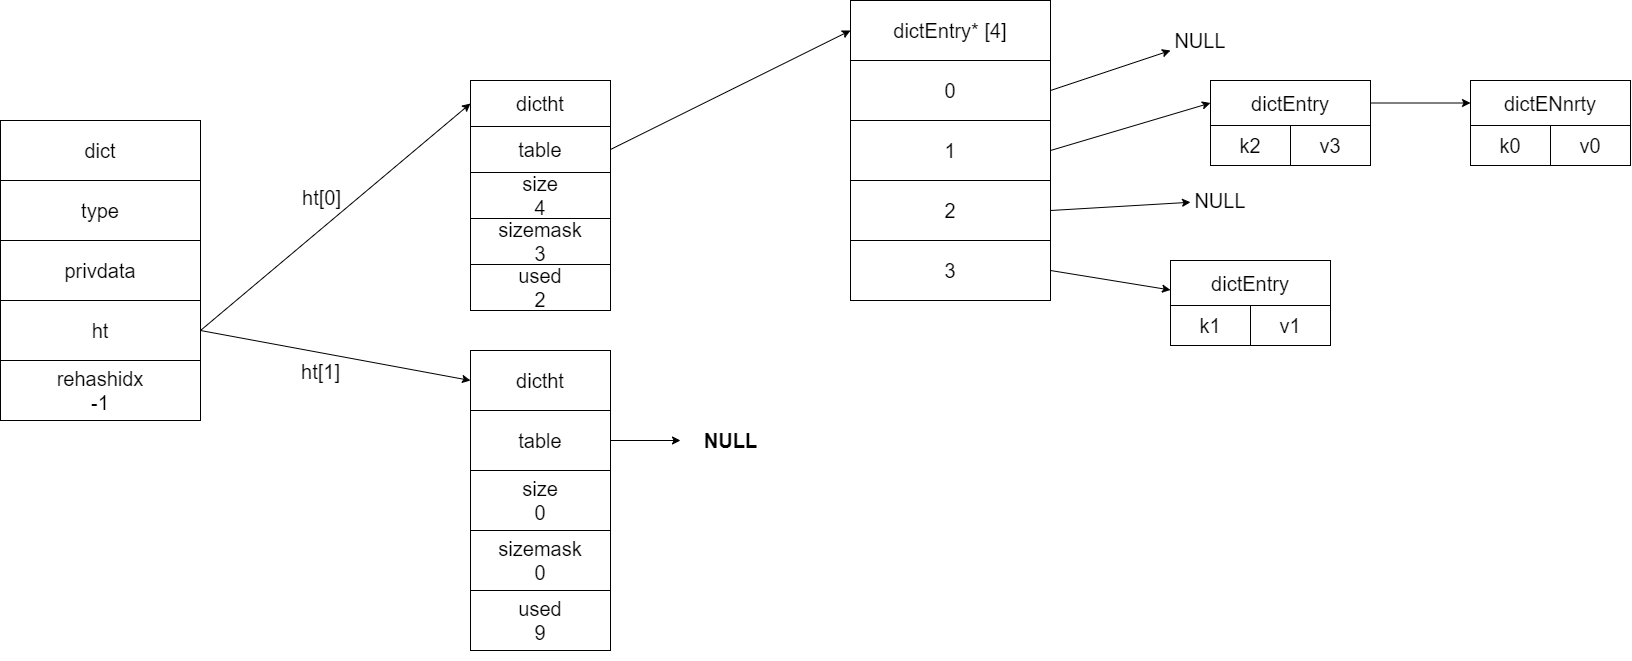 dict
type
privdata
ht
rehashidx
-1
ht[0]
ht[1]
dictht
table
size
4
sizemask
3
used
2
dictht
table
size
0
sizemask
0
used
9
NULL
dictEntry* [4]
0
1
2
3
NULL
dictEntry
k2 v3
dictENnrty
k0 v0
NULL
dictEntry
k1 v1